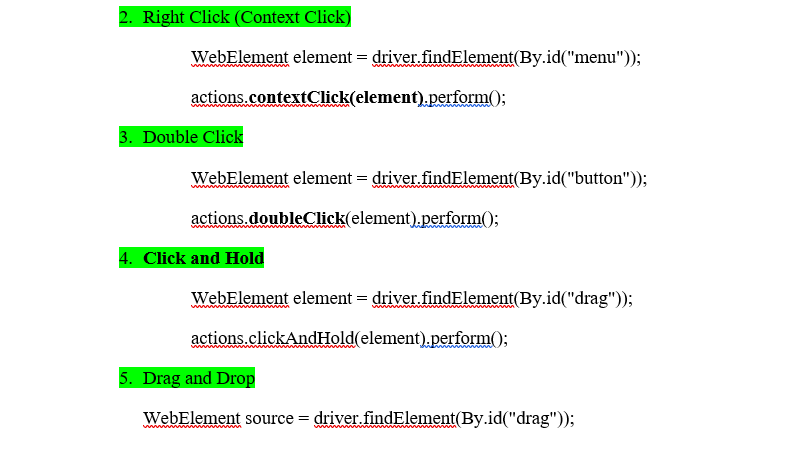 2. Right Click (Context Click)
WebElement element = driver.findElement(By.id("menu"));
actions.contextClick(element).perform();
3. Double Click
WebElement element = driver.findElement(By.id("button"));
actions.doubleClick(element).perform();
4. Click and Hold
WebElement element = driver.findElement(By.id("drag"));
actions.clickAndHold(element).perform();
5. Drag and Drop
WebElement source = driver.findElement(By.id("drag"));